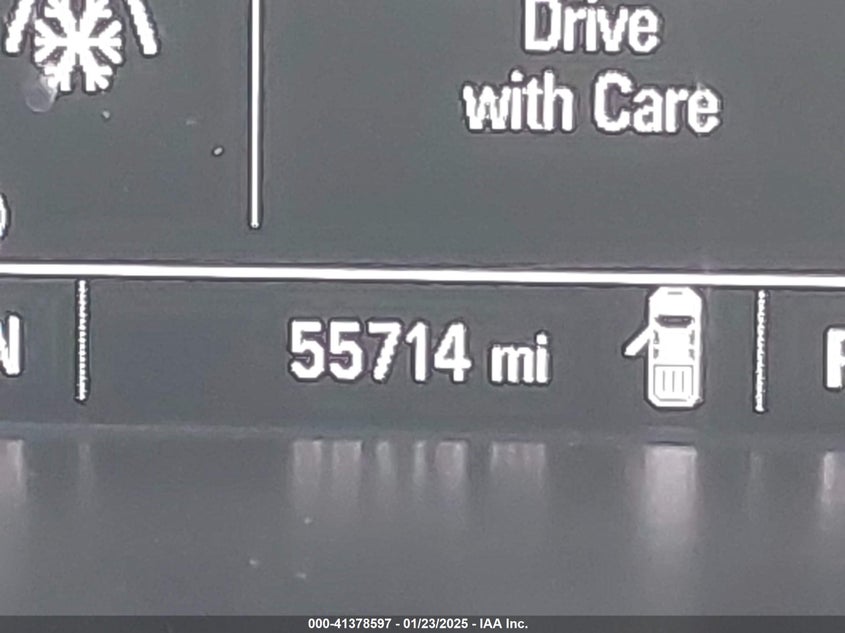 Drive
with Care
N
55714 mi
000-41378597 - 01/23/2025 - IAA Inc.